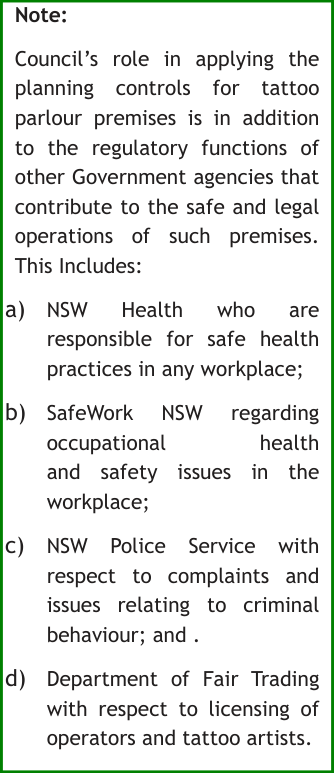 Note:
Council’s role in applying the
planning controls for tattoo
parlour premises is in addition
to the regulatory functions of
other Government agencies that
contribute to the safe and legal
operations of such premises.
This Includes:
a) NSW Health who are
responsible for safe health
practices in any workplace;
b) SafeWork NSW regarding
occupational health
and safety issues in the
workplace;
c) NSW Police Service with
respect to complaints and
issues relating to criminal
behaviour; and .
d) Department of Fair Trading
with respect to licensing of
operators and tattoo artists.